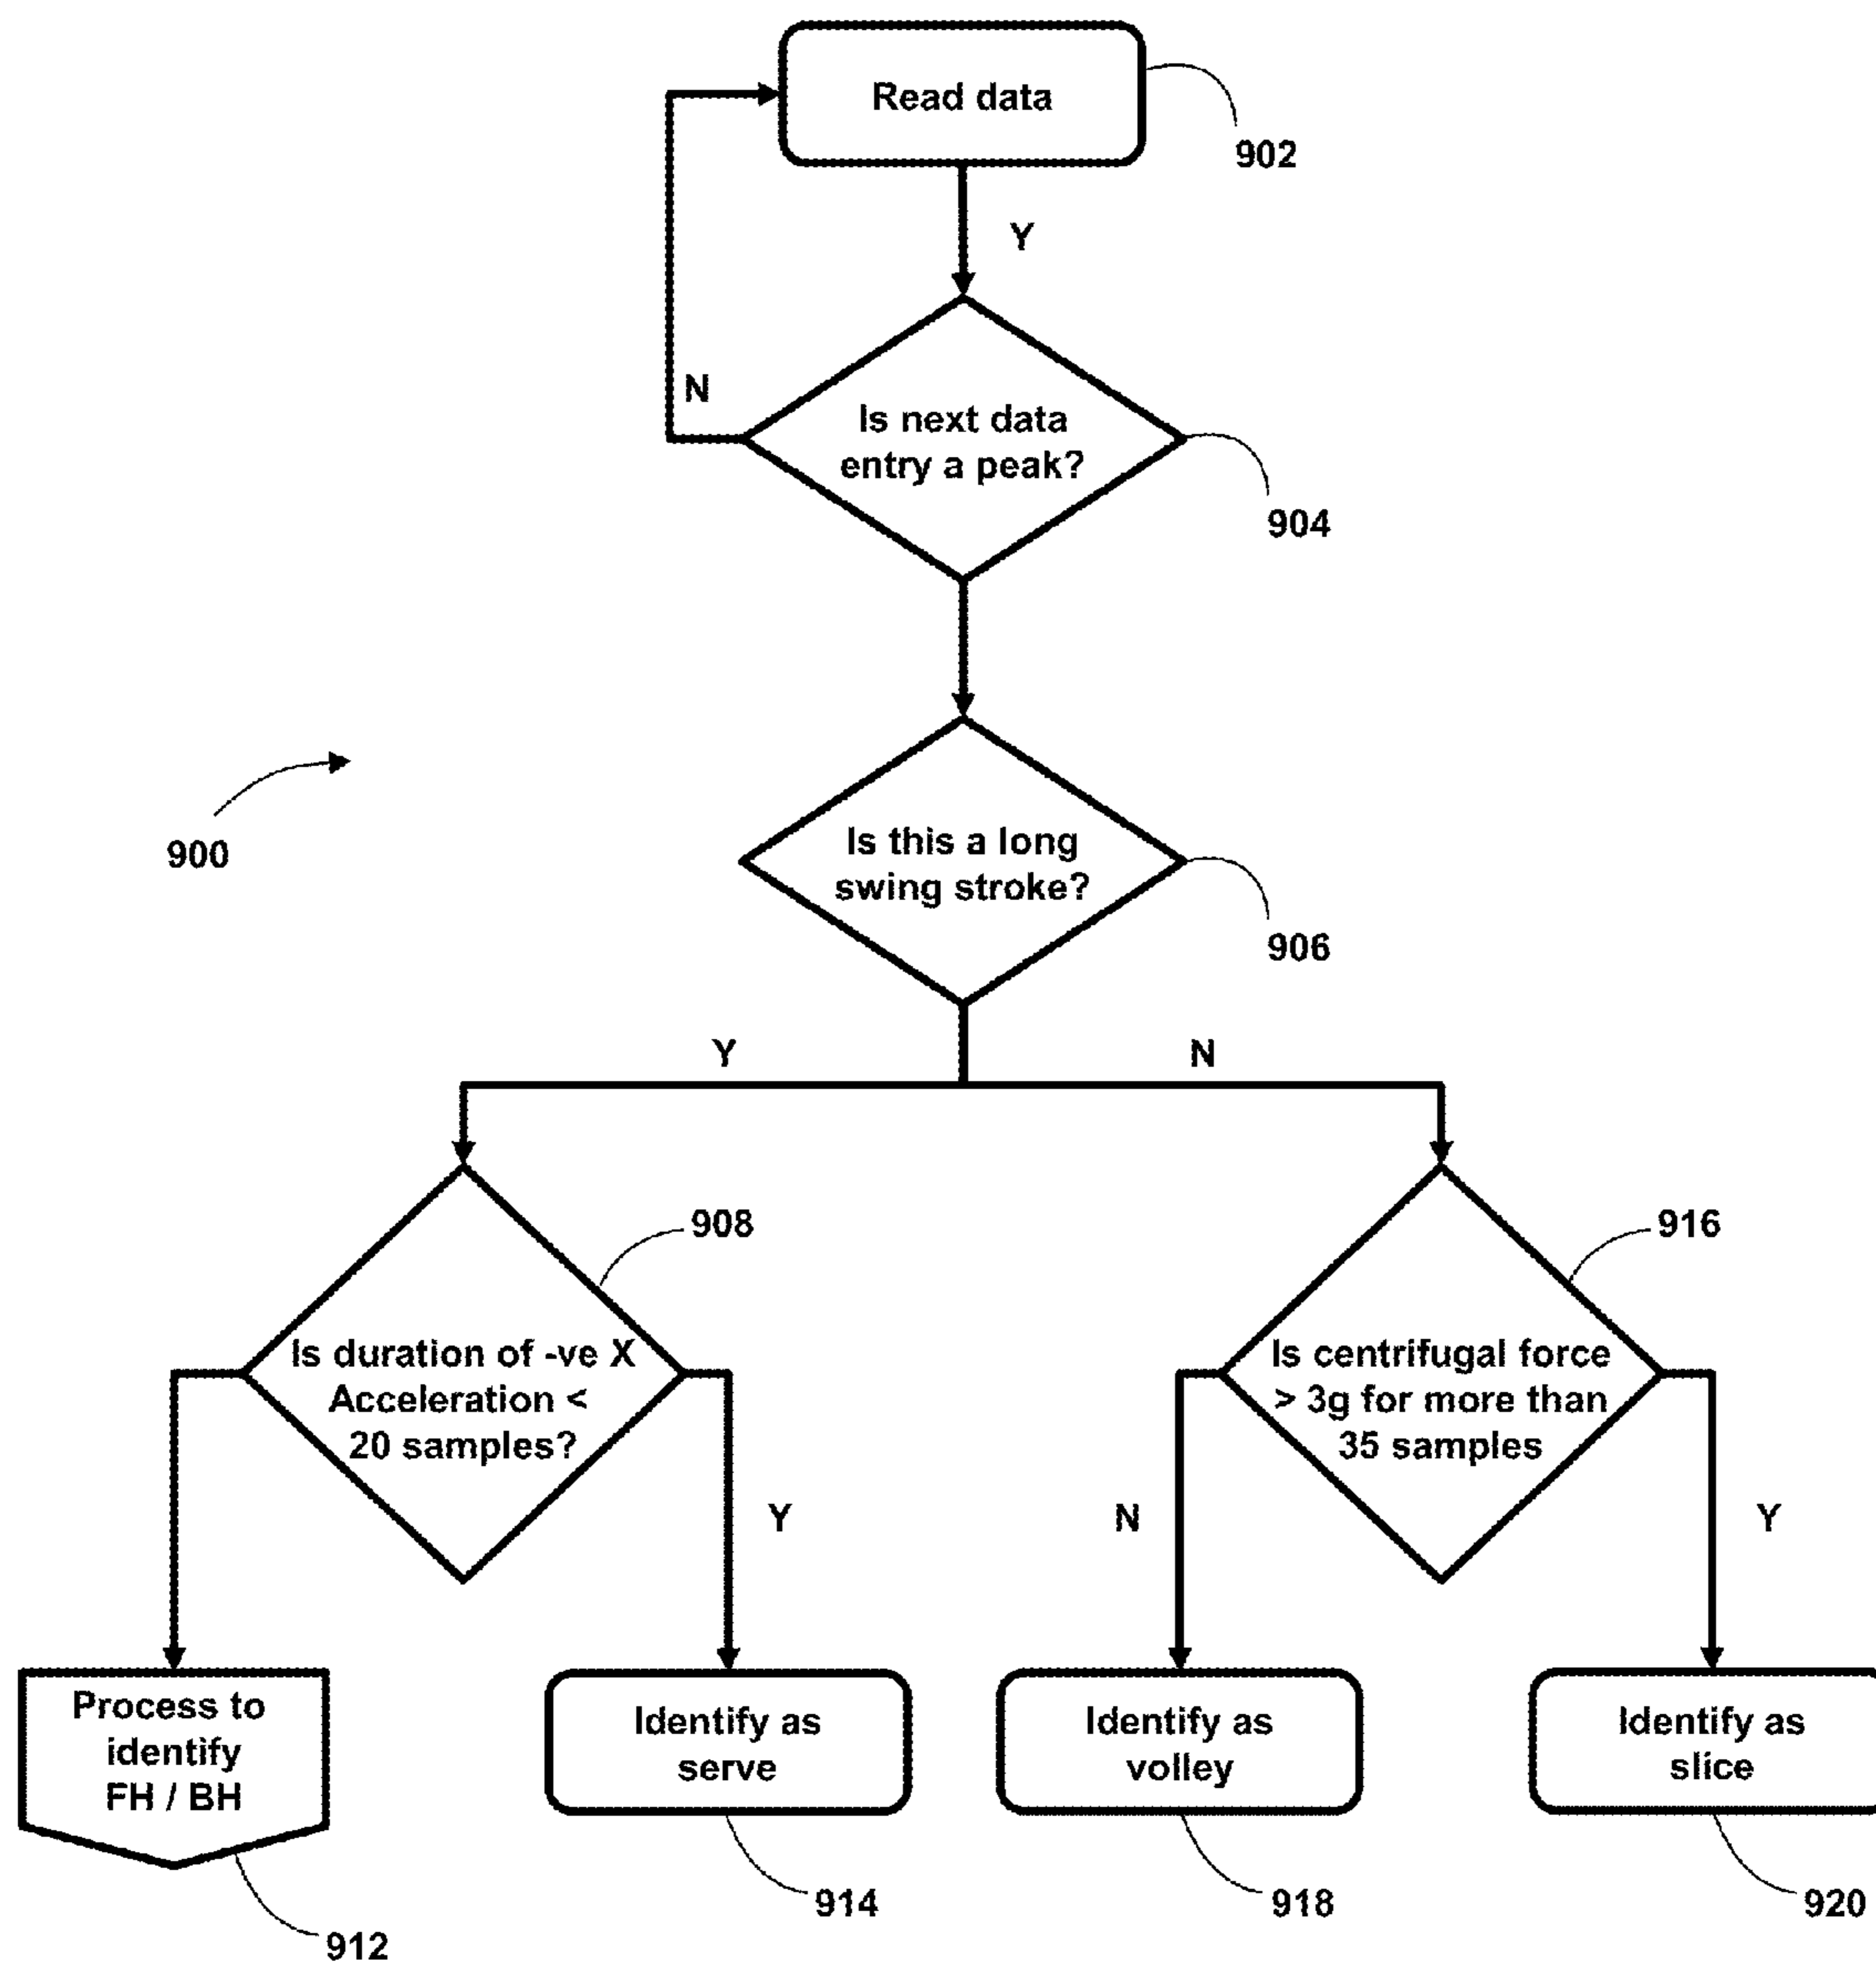 Read data
902
Y
N
Is next data
entry a peak?
904
900
Is this a long
swing stroke?
906
Y
N
908
916
Is duration of -ve X
Acceleration <
20 samples?
Is centrifugal force
> 3g for more than
35 samples
Y
N
Y
Process to
identify
FH / BH
Identify as
serve
Identify as
volley
Identify as
slice
914
918
920
912